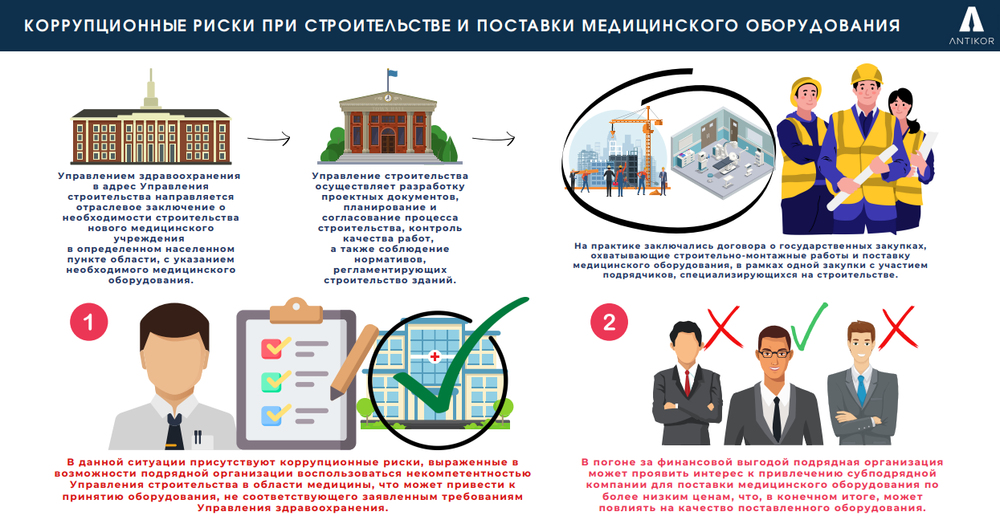 КОРРУПЦИОННЫЕ РИСКИ ПРИ СТРОИТЕЛЬСТВЕ И ПОСТАВКИ МЕДИЦИНСКОГО ОБОРУДОВАНИЯ
ANTIKOR
Управлением здравоохранения
в адрес Управления
строительства направляется
отраслевое заключение о
необходимости строительства
нового медицинского
учреждения
в определенном населенном
пункте области, с указанием
необходимого медицинского
оборудования.
Управление строительства
осуществляет разработку
проектных документов,
планирование и
согласование процесса
строительства, контроль
качества работ,
а также соблюдение
нормативов,
регламентирующих
строительство зданий.
На практике заключались договора о государственных закупках,
охватывающие строительно-монтажные работы и поставку
медицинского оборудования, в рамках одной закупки с участием
подрядчиков, специализирующихся на строительстве.
1
В данной ситуации присутствуют коррупционные риски, выраженные в
возможности подрядной организации воспользоваться некомпетентностью
Управления строительства в области медицины, что может привести к
принятию оборудования, не соответствующего заявленным требованиям
Управления здравоохранения.
2
В погоне за финансовой выгодой подрядная организация
может проявить интерес к привлечению субподрядной
компании для поставки медицинского оборудования по
более низким ценам, что, в конечном итоге, может
повлиять на качество поставленного оборудования.